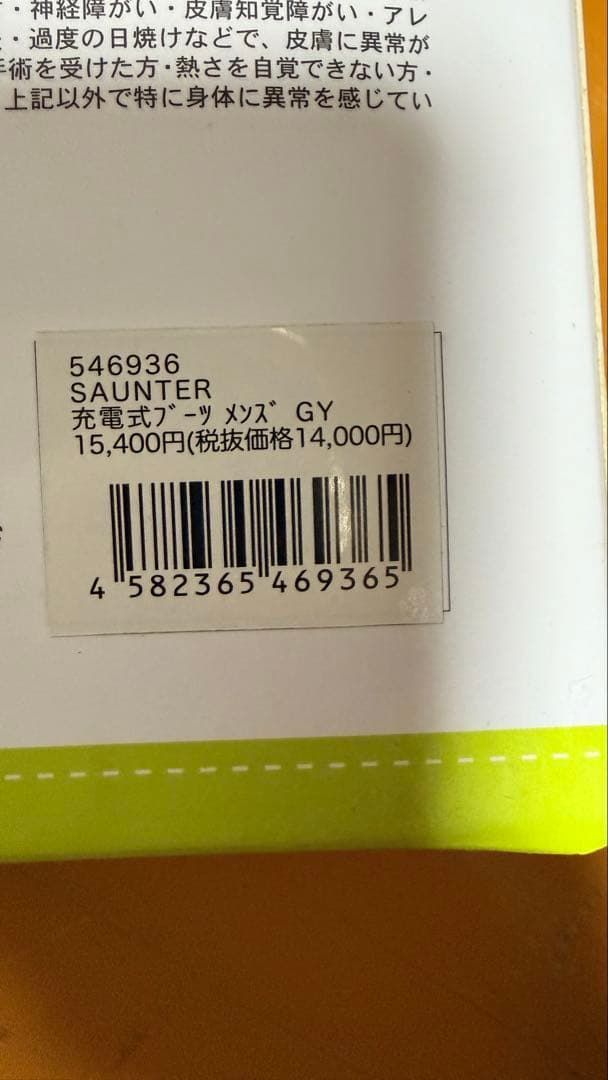 ・神経障がい・皮膚知覚障がい・アレ
・過度の日焼けなどで、皮膚に異常が
手術を受けた方・熱さを自覚できない方・
上記以外で特に身体に異常を感じてい
546936
SAUNTER
充電式ﾌﾞｰﾂ ﾒﾝｽﾞ GY
15,400円(税抜価格14,000円)
4 582365 469365